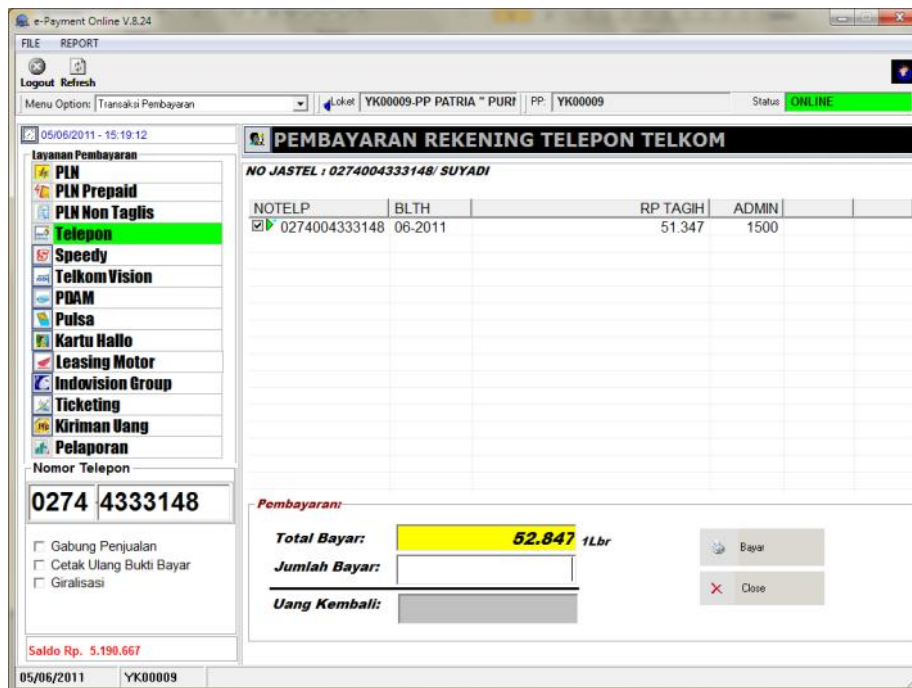 e-Payment Online V.8.24
FILE REPORT
Logout Refresh
Menu Option: Transaksi Pembayaran Loket YK00009-PP PATRIA " PURI PP: YK00009 Status ONLINE
05/06/2011 - 15:19:12
Layanan Pembayaran
PLN
PLN Prepaid
PLN Non Taglis
Telepon
Speedy
Telkom Vision
PDAM
Pulsa
Kartu Hallo
Leasing Motor
Indovision Group
Ticketing
Kiriman Uang
Pelaporan
Nomor Telepon
0274 4333148
Gabung Penjualan
Cetak Ulang Bukti Bayar
Giralisasi
Saldo Rp. 5.190.667
PEMBAYARAN REKENING TELEPON TELKOM
NO JASTEL : 0274004333148/ SUYADI
NOTELP BLTH RP TAGIH ADMIN
0274004333148 06-2011 51.347 1500
Pembayaran:
Total Bayar: 52.847 1Lbr
Jumlah Bayar:
Uang Kembali:
Bayar
Close
05/06/2011 YK00009